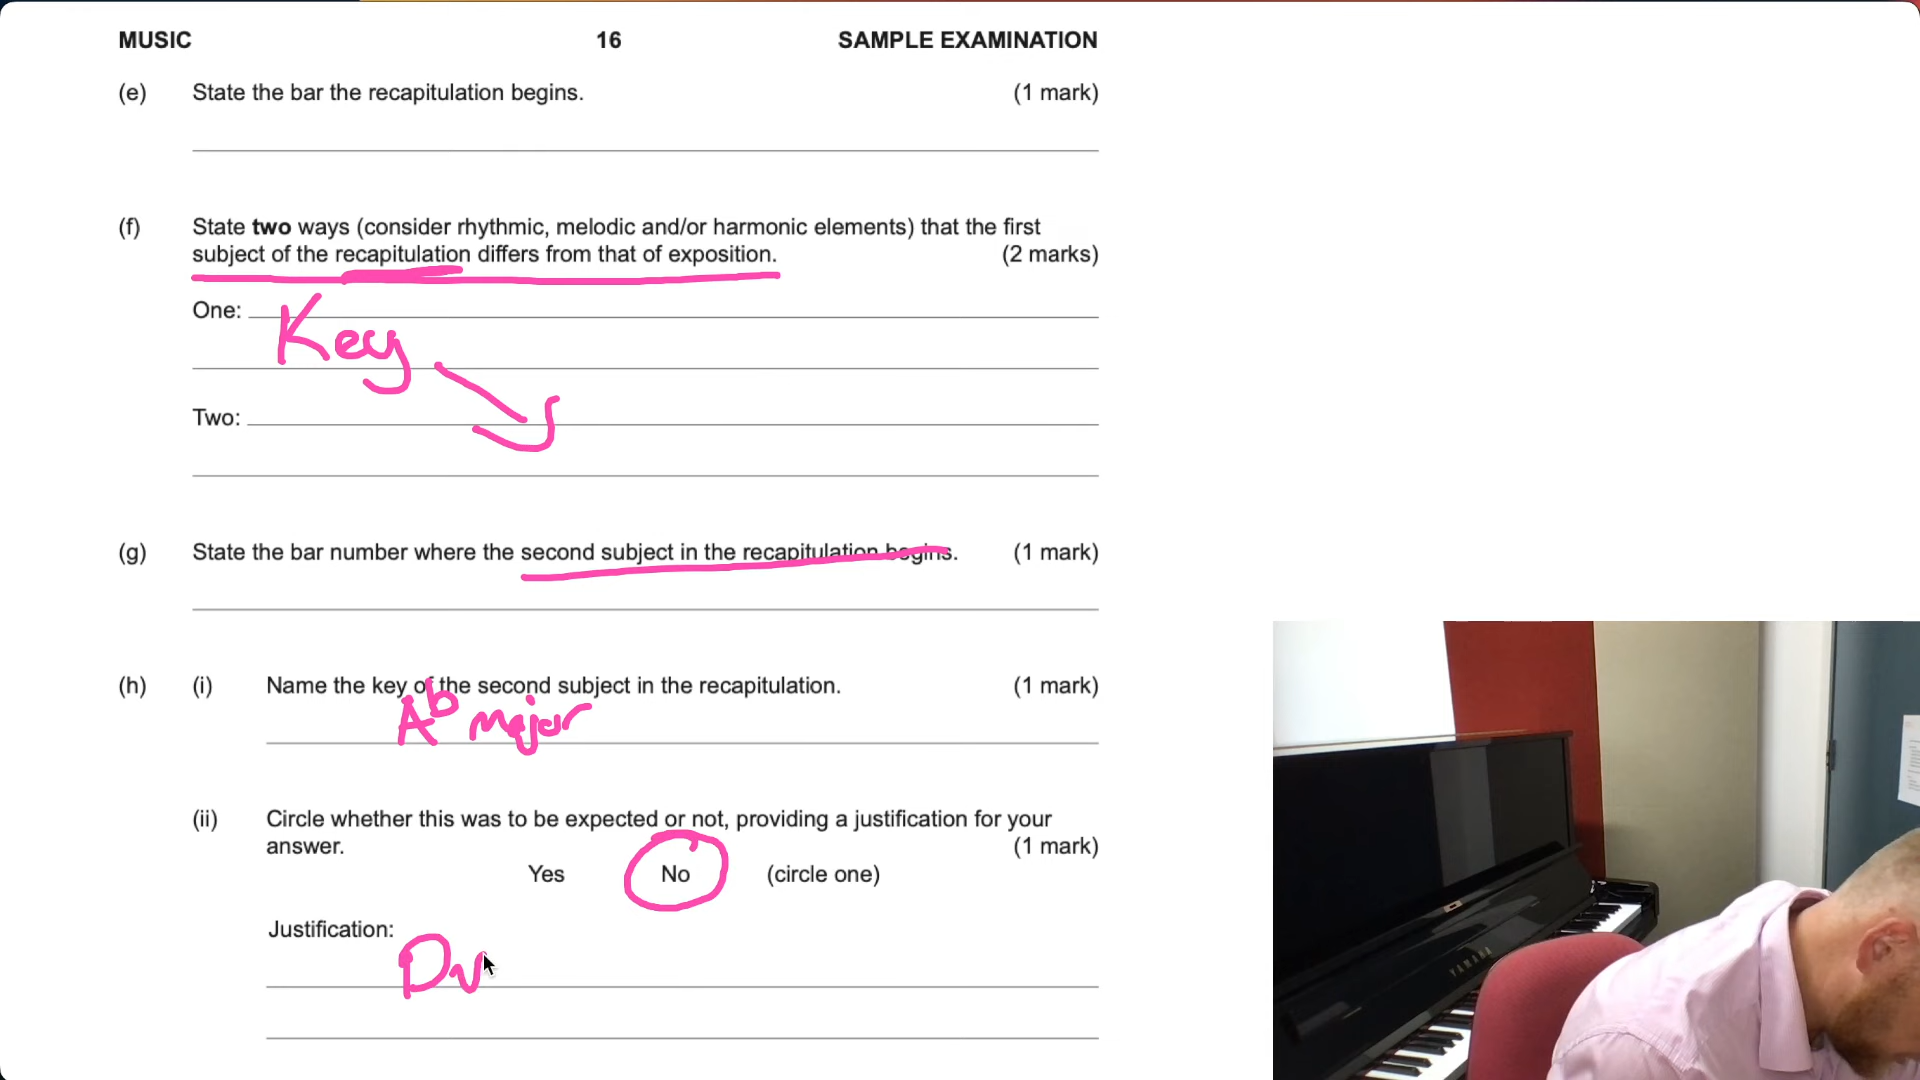 MUSIC 16 SAMPLE EXAMINATION
(e) State the bar the recapitulation begins. (1 mark)
(f) State two ways (consider rhythmic, melodic and/or harmonic elements) that the first
subject of the recapitulation differs from that of exposition. (2 marks)
One:
Key
Two:
(g) State the bar number where the second subject in the recapitulation begins. (1 mark)
(h) (i) Name the key of the second subject in the recapitulation. (1 mark)
Ab major
(ii) Circle whether this was to be expected or not, providing a justification for your
answer. (1 mark)
Yes No (circle one)
Justification:
YAMAHA